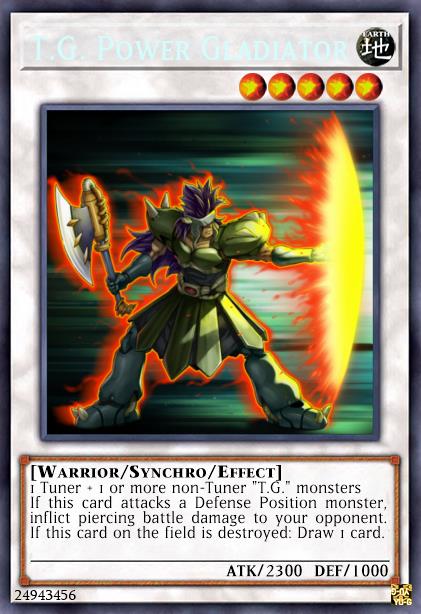 T.G. Power Gladiator
EARTH
地
[Warrior/Synchro/Effect]
1 Tuner + 1 or more non-Tuner "T.G." monsters
If this card attacks a Defense Position monster,
inflict piercing battle damage to your opponent.
If this card on the field is destroyed: Draw 1 card.
ATK/2300 DEF/1000
24943456